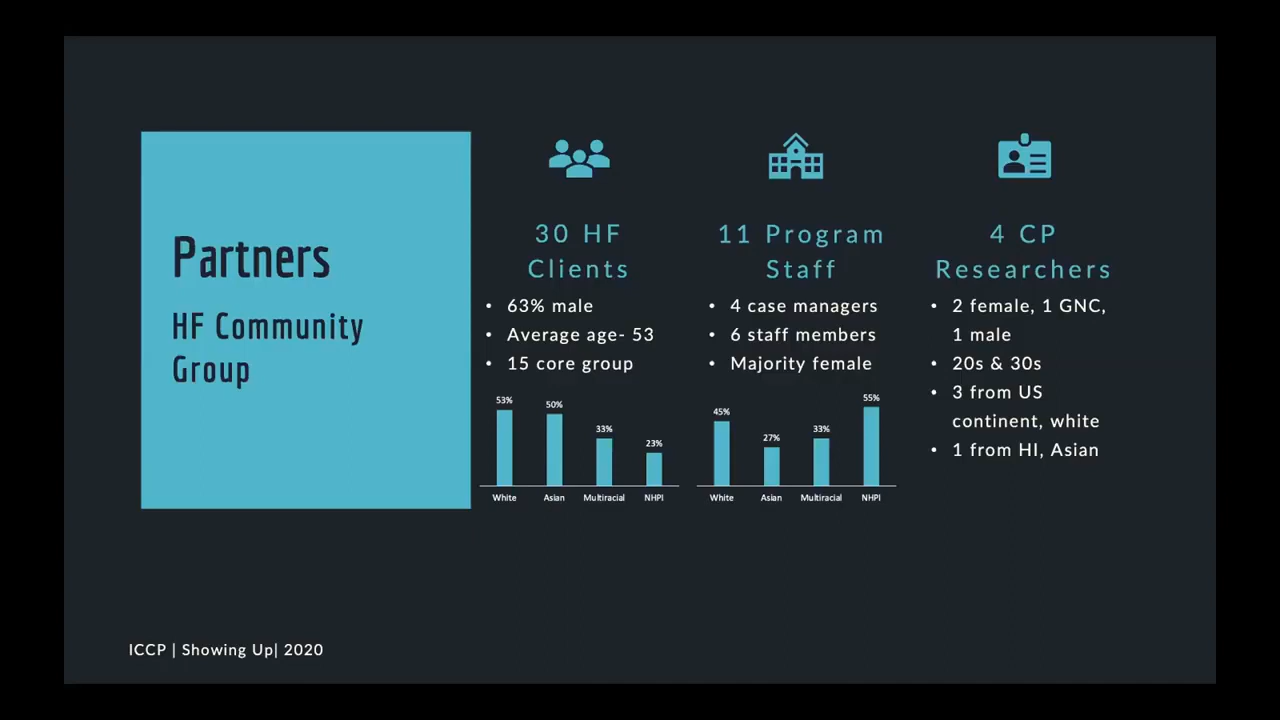 Partners
HF Community
Group
30 HF
Clients
• 63% male
• Average age- 53
• 15 core group
53%
50%
33%
23%
White
Asian
Multiracial
NHPI
11 Program
Staff
• 4 case managers
• 6 staff members
• Majority female
45%
27%
33%
55%
White
Asian
Multiracial
NHPI
4 CP
Researchers
• 2 female, 1 GNC,
1 male
• 20s & 30s
• 3 from US
continent, white
• 1 from HI, Asian
ICCP | Showing Up| 2020